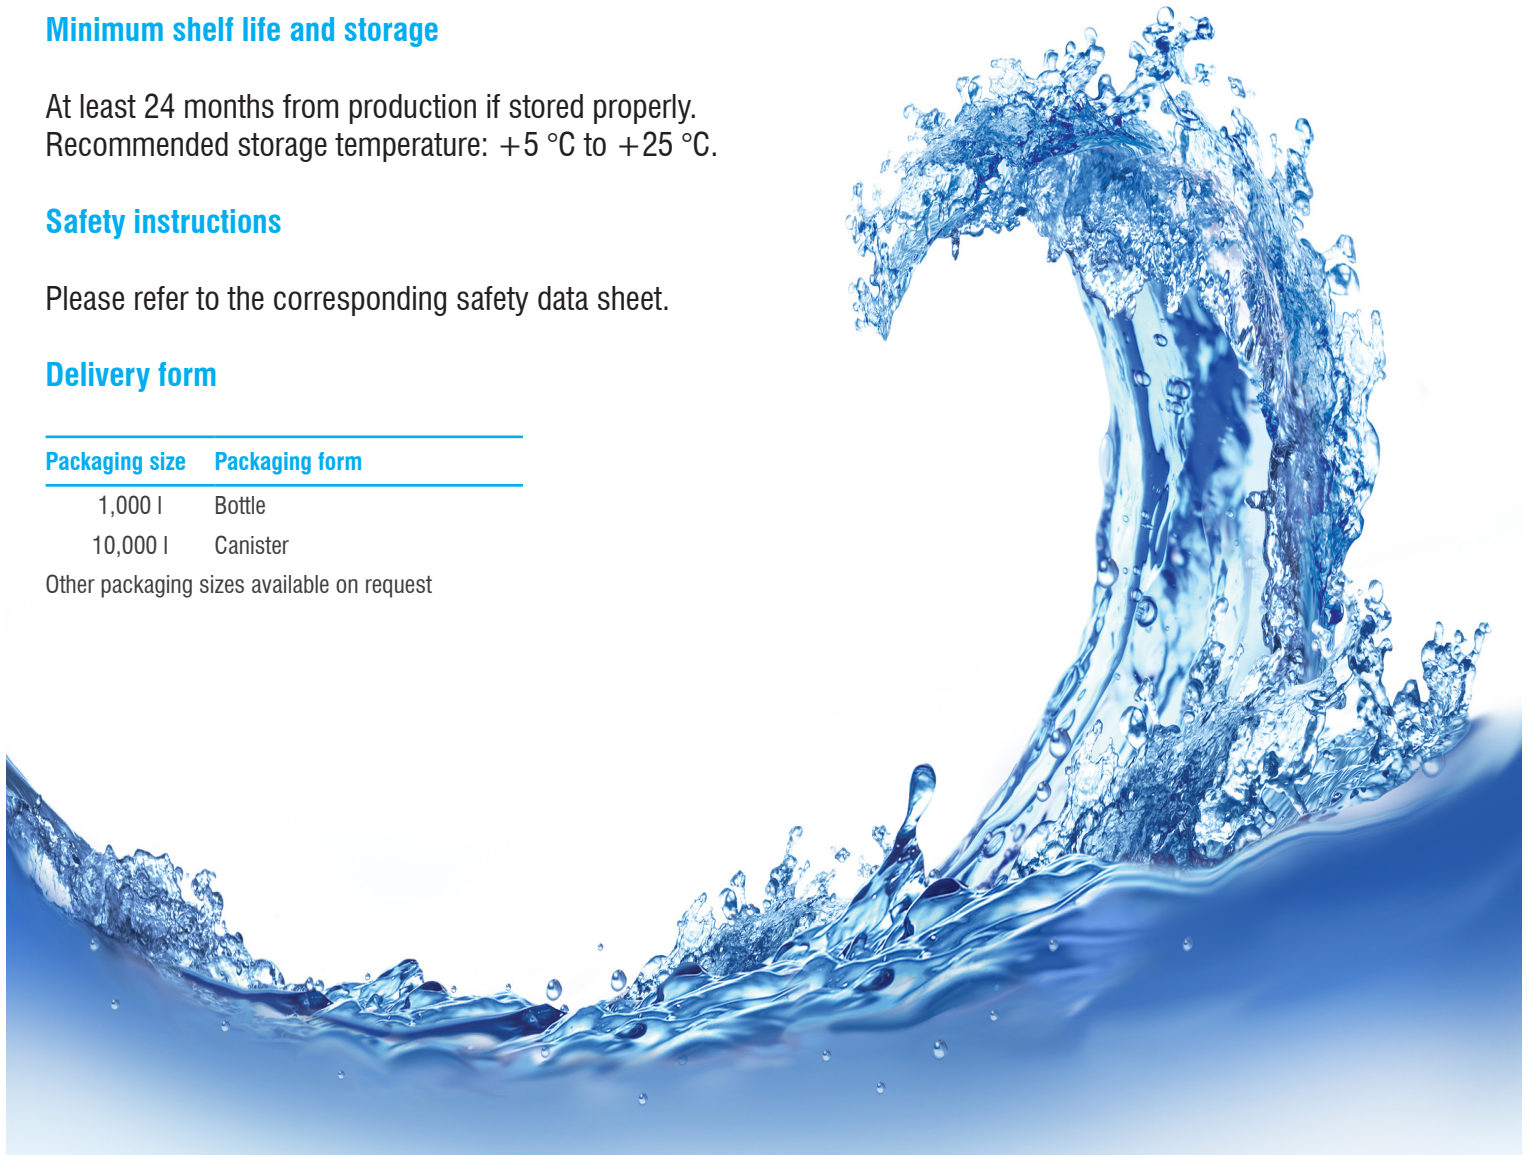 Minimum shelf life and storage
At least 24 months from production if stored properly.
Recommended storage temperature: +5 °C to +25 °C.
Safety instructions
Please refer to the corresponding safety data sheet.
Delivery form
Packaging size Packaging form
1,000 l Bottle
10,000 l Canister
Other packaging sizes available on request